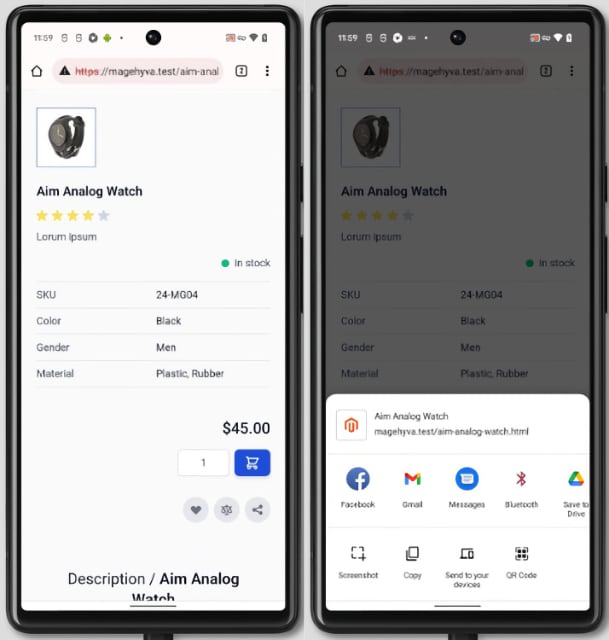 11:59
https://magehyva.test/aim-anal
2
Aim Analog Watch
Lorum Ipsum
In stock
SKU 24-MG04
Color Black
Gender Men
Material Plastic, Rubber
$45.00
1
Description / Aim Analog
Watch
11:59
https://magehyva.test/aim-anal
2
Aim Analog Watch
Lorum Ipsum
In stock
SKU 24-MG04
Color Black
Gender Men
Material Plastic, Rubber
Aim Analog Watch
magehyva.test/aim-analog-watch.html
Facebook Gmail Messages Bluetooth Save to
Drive
Screenshot Copy Send to your
devices QR Code